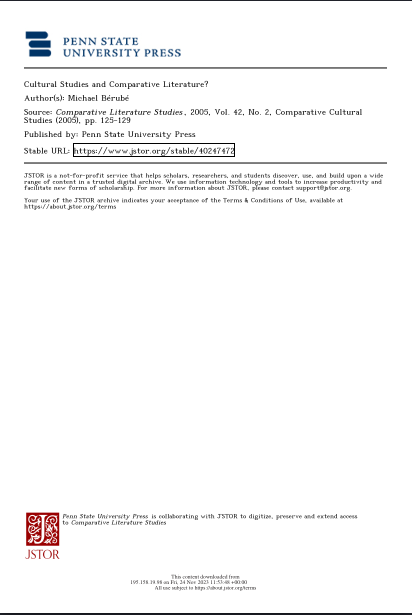 PENN STATE
UNIVERSITY PRESS
Cultural Studies and Comparative Literature?
Author(s): Michael Bérubé
Source: Comparative Literature Studies, 2005, Vol. 42, No. 2, Comparative Cultural
Studies (2005), pp. 125-129
Published by: Penn State University Press
Stable URL: https://www.jstor.org/stable/40247472
JSTOR is a not-for-profit service that helps scholars, researchers, and students discover, use, and build upon a wide
range of content in a trusted digital archive. We use information technology and tools to increase productivity and
facilitate new forms of scholarship. For more information about JSTOR, please contact support@jstor.org.
Your use of the JSTOR archive indicates your acceptance of the Terms & Conditions of Use, available at
https://about.jstor.org/terms
Penn State University Press is collaborating with JSTOR to digitize, preserve and extend access
to Comparative Literature Studies
JSTOR
This content downloaded from
195.158.19.98 on Fri, 24 Nov 2023 11:53:48 +00:00
All use subject to https://about.jstor.org/terms